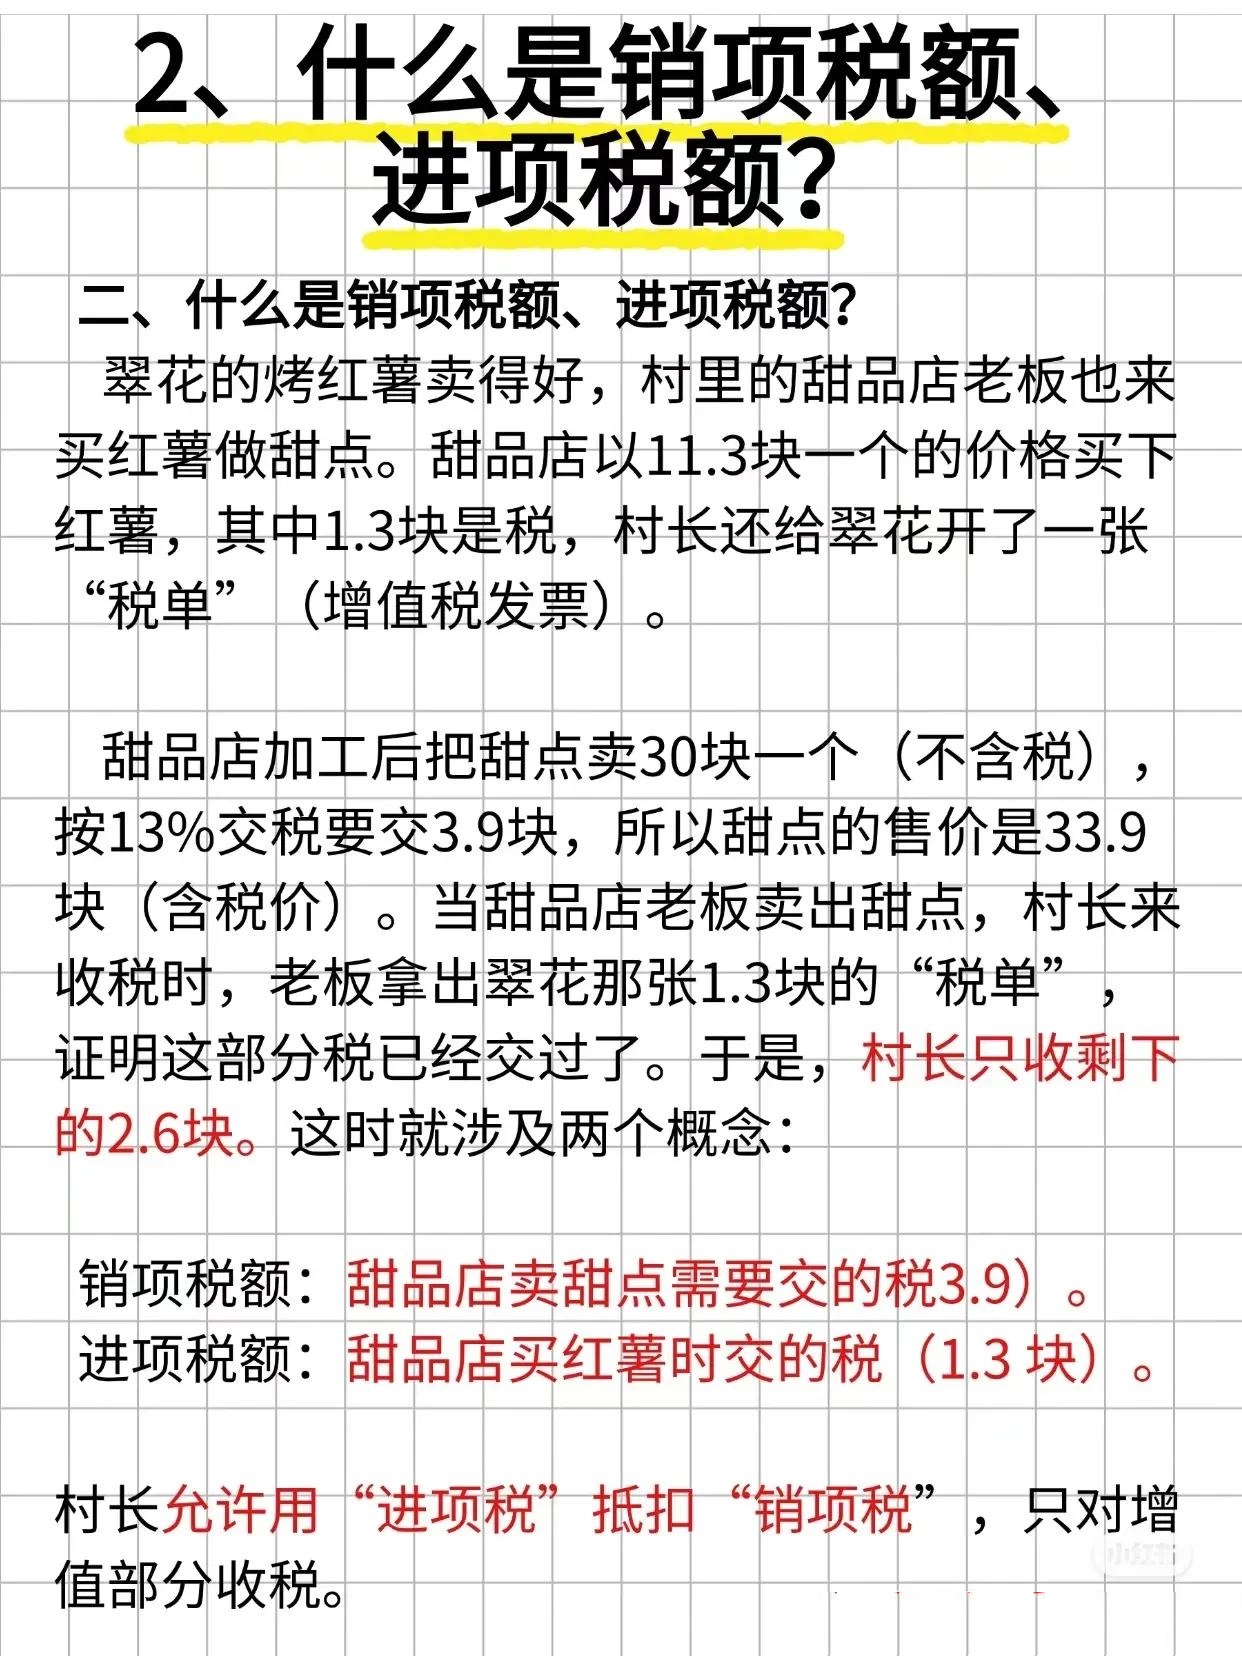 2、什么是销项税额、
进项税额?
二、什么是销项税额、进项税额?
翠花的烤红薯卖得好，村里的甜品店老板也来
买红薯做甜点。甜品店以11.3块一个的价格买下
红薯，其中1.3块是税，村长还给翠花开了一张
“税单”（增值税发票）。
甜品店加工后把甜点卖30块一个（不含税），
按13%交税要交3.9块，所以甜点的售价是33.9
块（含税价）。当甜品店老板卖出甜点，村长来
收税时，老板拿出翠花那张1.3块的“税单”，
证明这部分税已经交过了。于是，村长只收剩下
的2.6块。这时就涉及两个概念：
销项税额：甜品店卖甜点需要交的税3.9）。
进项税额：甜品店买红薯时交的税（1.3 块）。
村长允许用“进项税”抵扣“销项税”，只对增
值部分收税。
小红书